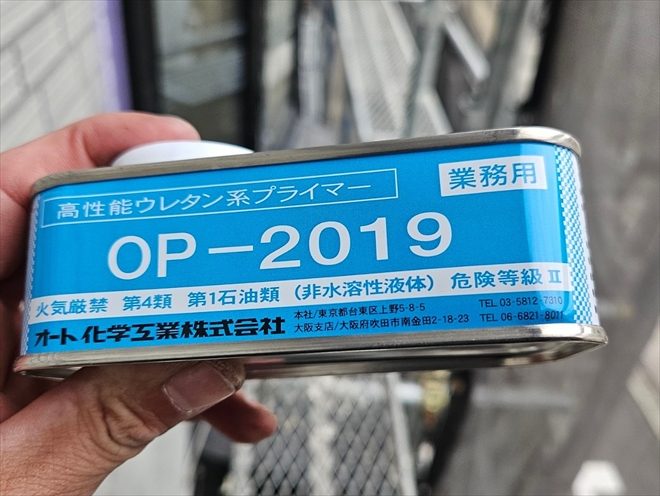 高性能ウレタン系プライマー
業務用
OP-2019
火気厳禁 第4類 第1石油類 (非水溶性液体) 危険等級Ⅱ
オート化学工業株式会社
本社/東京都台東区上野5-8-5 TEL 03-5812-7310
大阪支店/大阪府吹田市南金田2-18-23 TEL 06-6821-8071